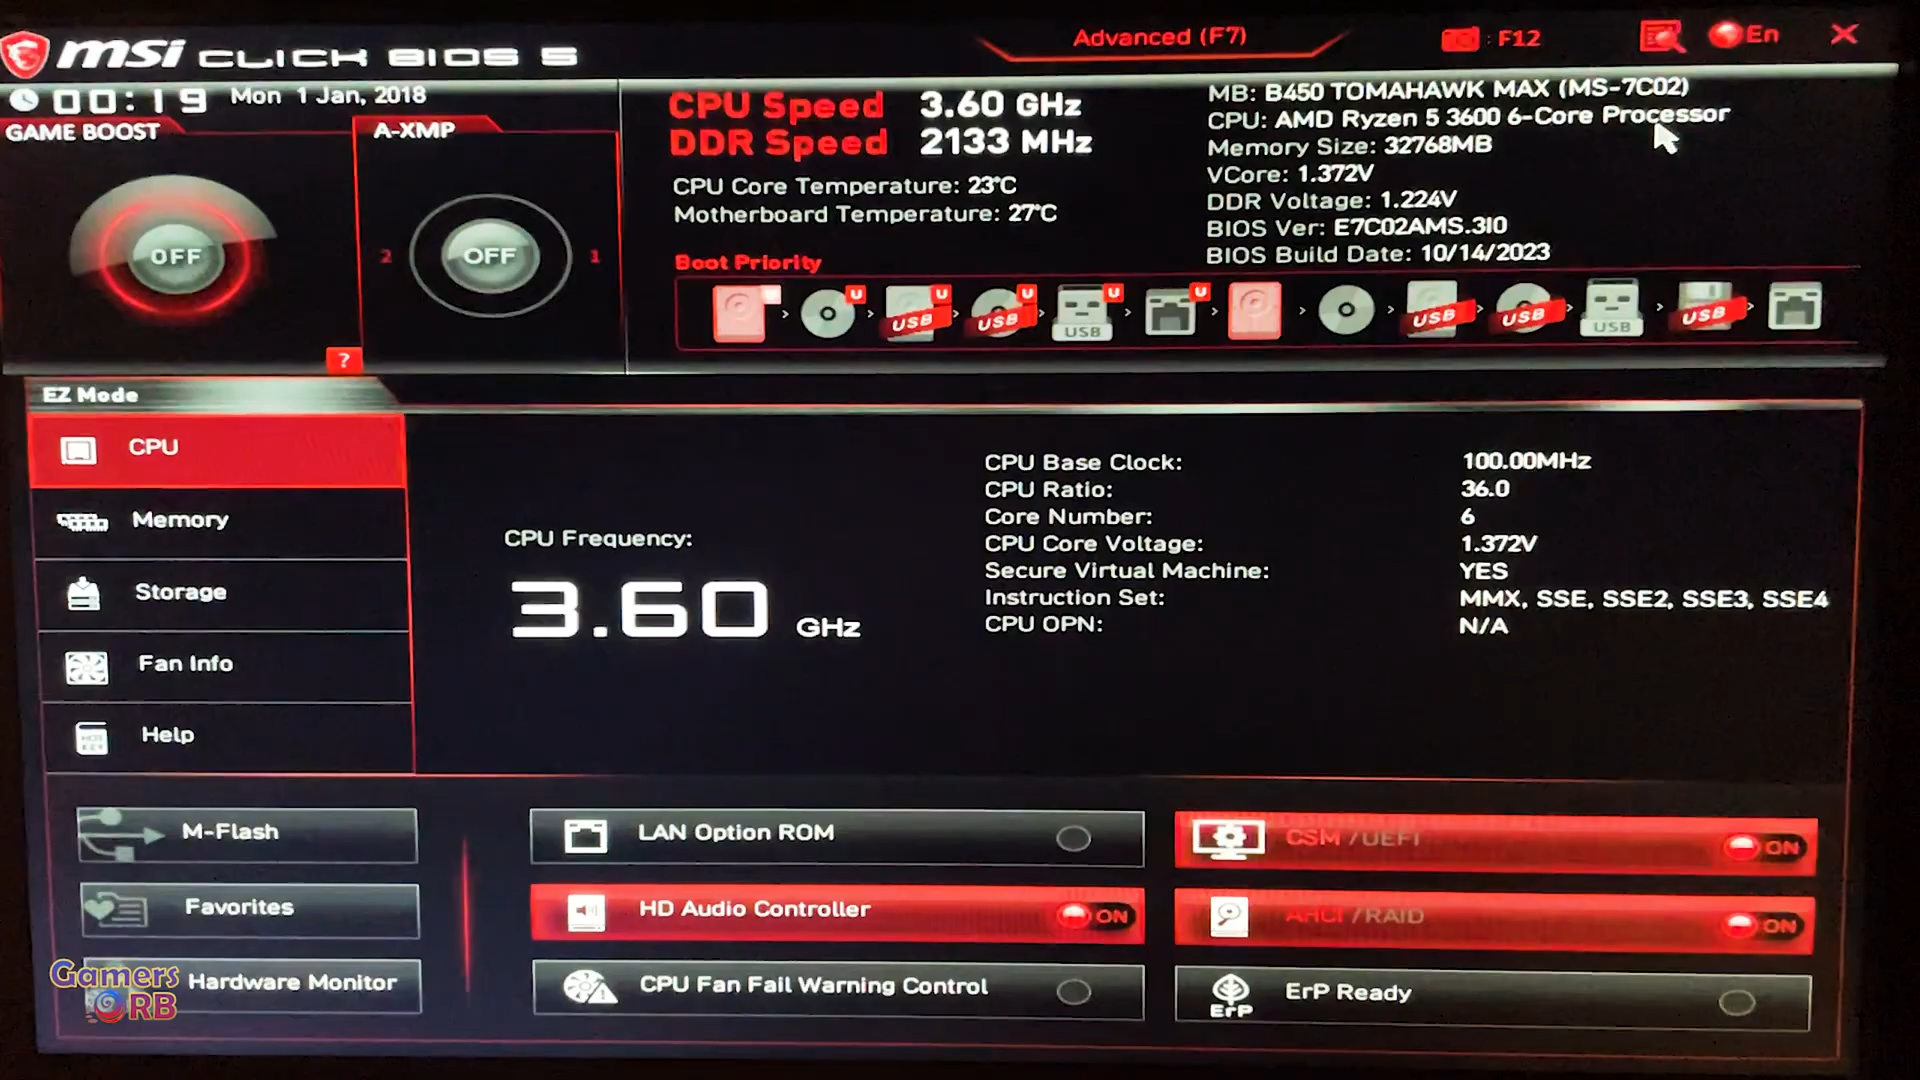 msi CLICK BIOS 5
Advanced (F7)
: F12
En
X
00:19 Mon 1 Jan, 2018
GAME BOOST
OFF
A-XMP
2
OFF
1
?
CPU Speed 3.60 GHz
DDR Speed 2133 MHz
CPU Core Temperature: 23°C
Motherboard Temperature: 27°C
MB: B450 TOMAHAWK MAX (MS-7C02)
CPU: AMD Ryzen 5 3600 6-Core Processor
Memory Size: 32768MB
VCore: 1.372V
DDR Voltage: 1.224V
BIOS Ver: E7C02AMS.3I0
BIOS Build Date: 10/14/2023
Boot Priority
U U U U U
USB USB USB USB USB USB USB
EZ Mode
CPU
Memory
Storage
Fan Info
HOT KEY Help
CPU Frequency:
3.60 GHz
CPU Base Clock: 100.00MHz
CPU Ratio: 36.0
Core Number: 6
CPU Core Voltage: 1.372V
Secure Virtual Machine: YES
Instruction Set: MMX, SSE, SSE2, SSE3, SSE4
CPU OPN: N/A
M-Flash
Favorites
Hardware Monitor
LAN Option ROM
HD Audio Controller ON
CPU Fan Fail Warning Control
CSM /UEFI ON
AHCI /RAID ON
ErP ErP Ready
Gamers
ORB